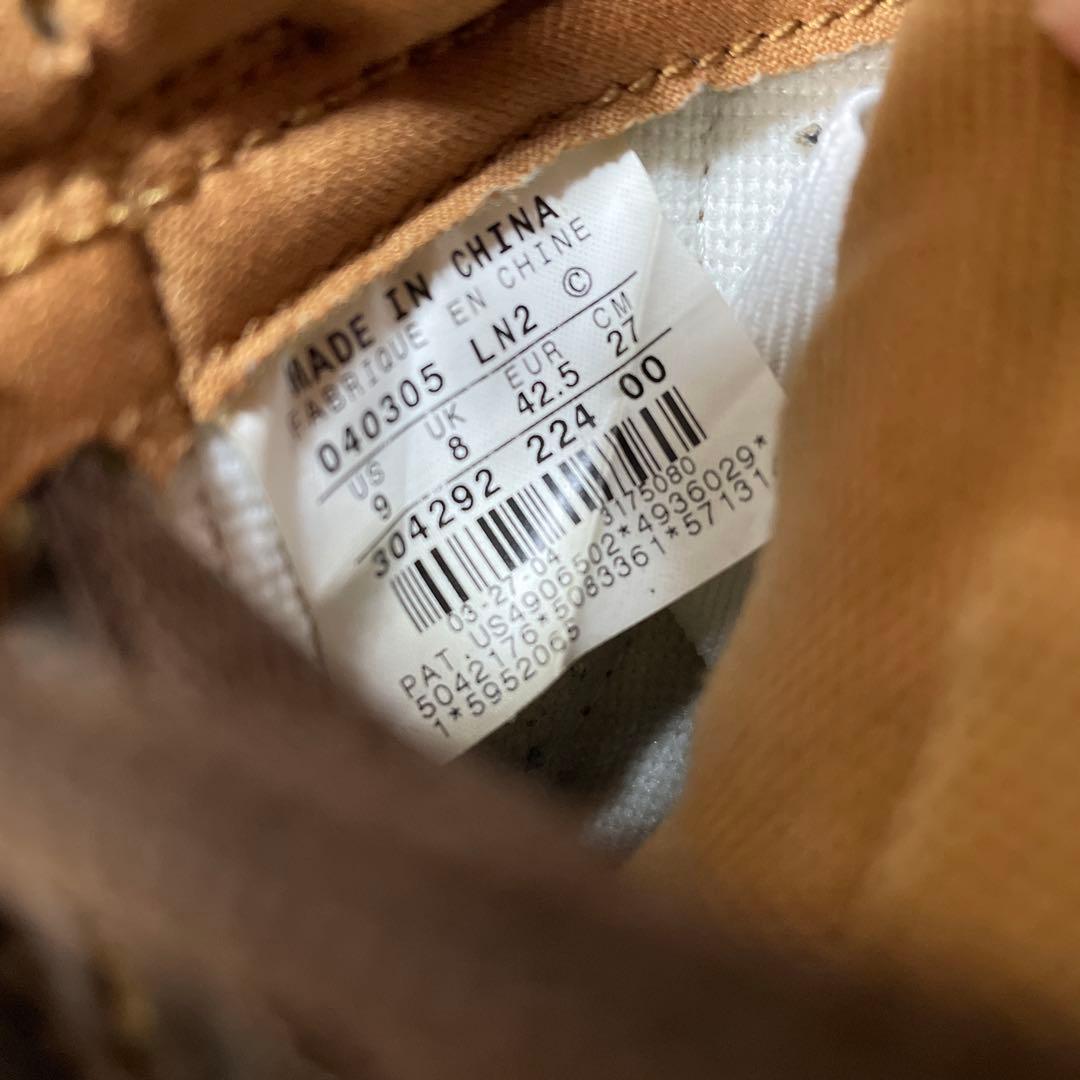 MADE IN CHINA
FABRIQUE EN CHINE
040305 LN2 ©
US UK EUR CM
9 8 42.5 27
304292 224 00
03-27-04 3175080
PAT. US4906502*4936029*
5042176*5083361*57131
1*5952065